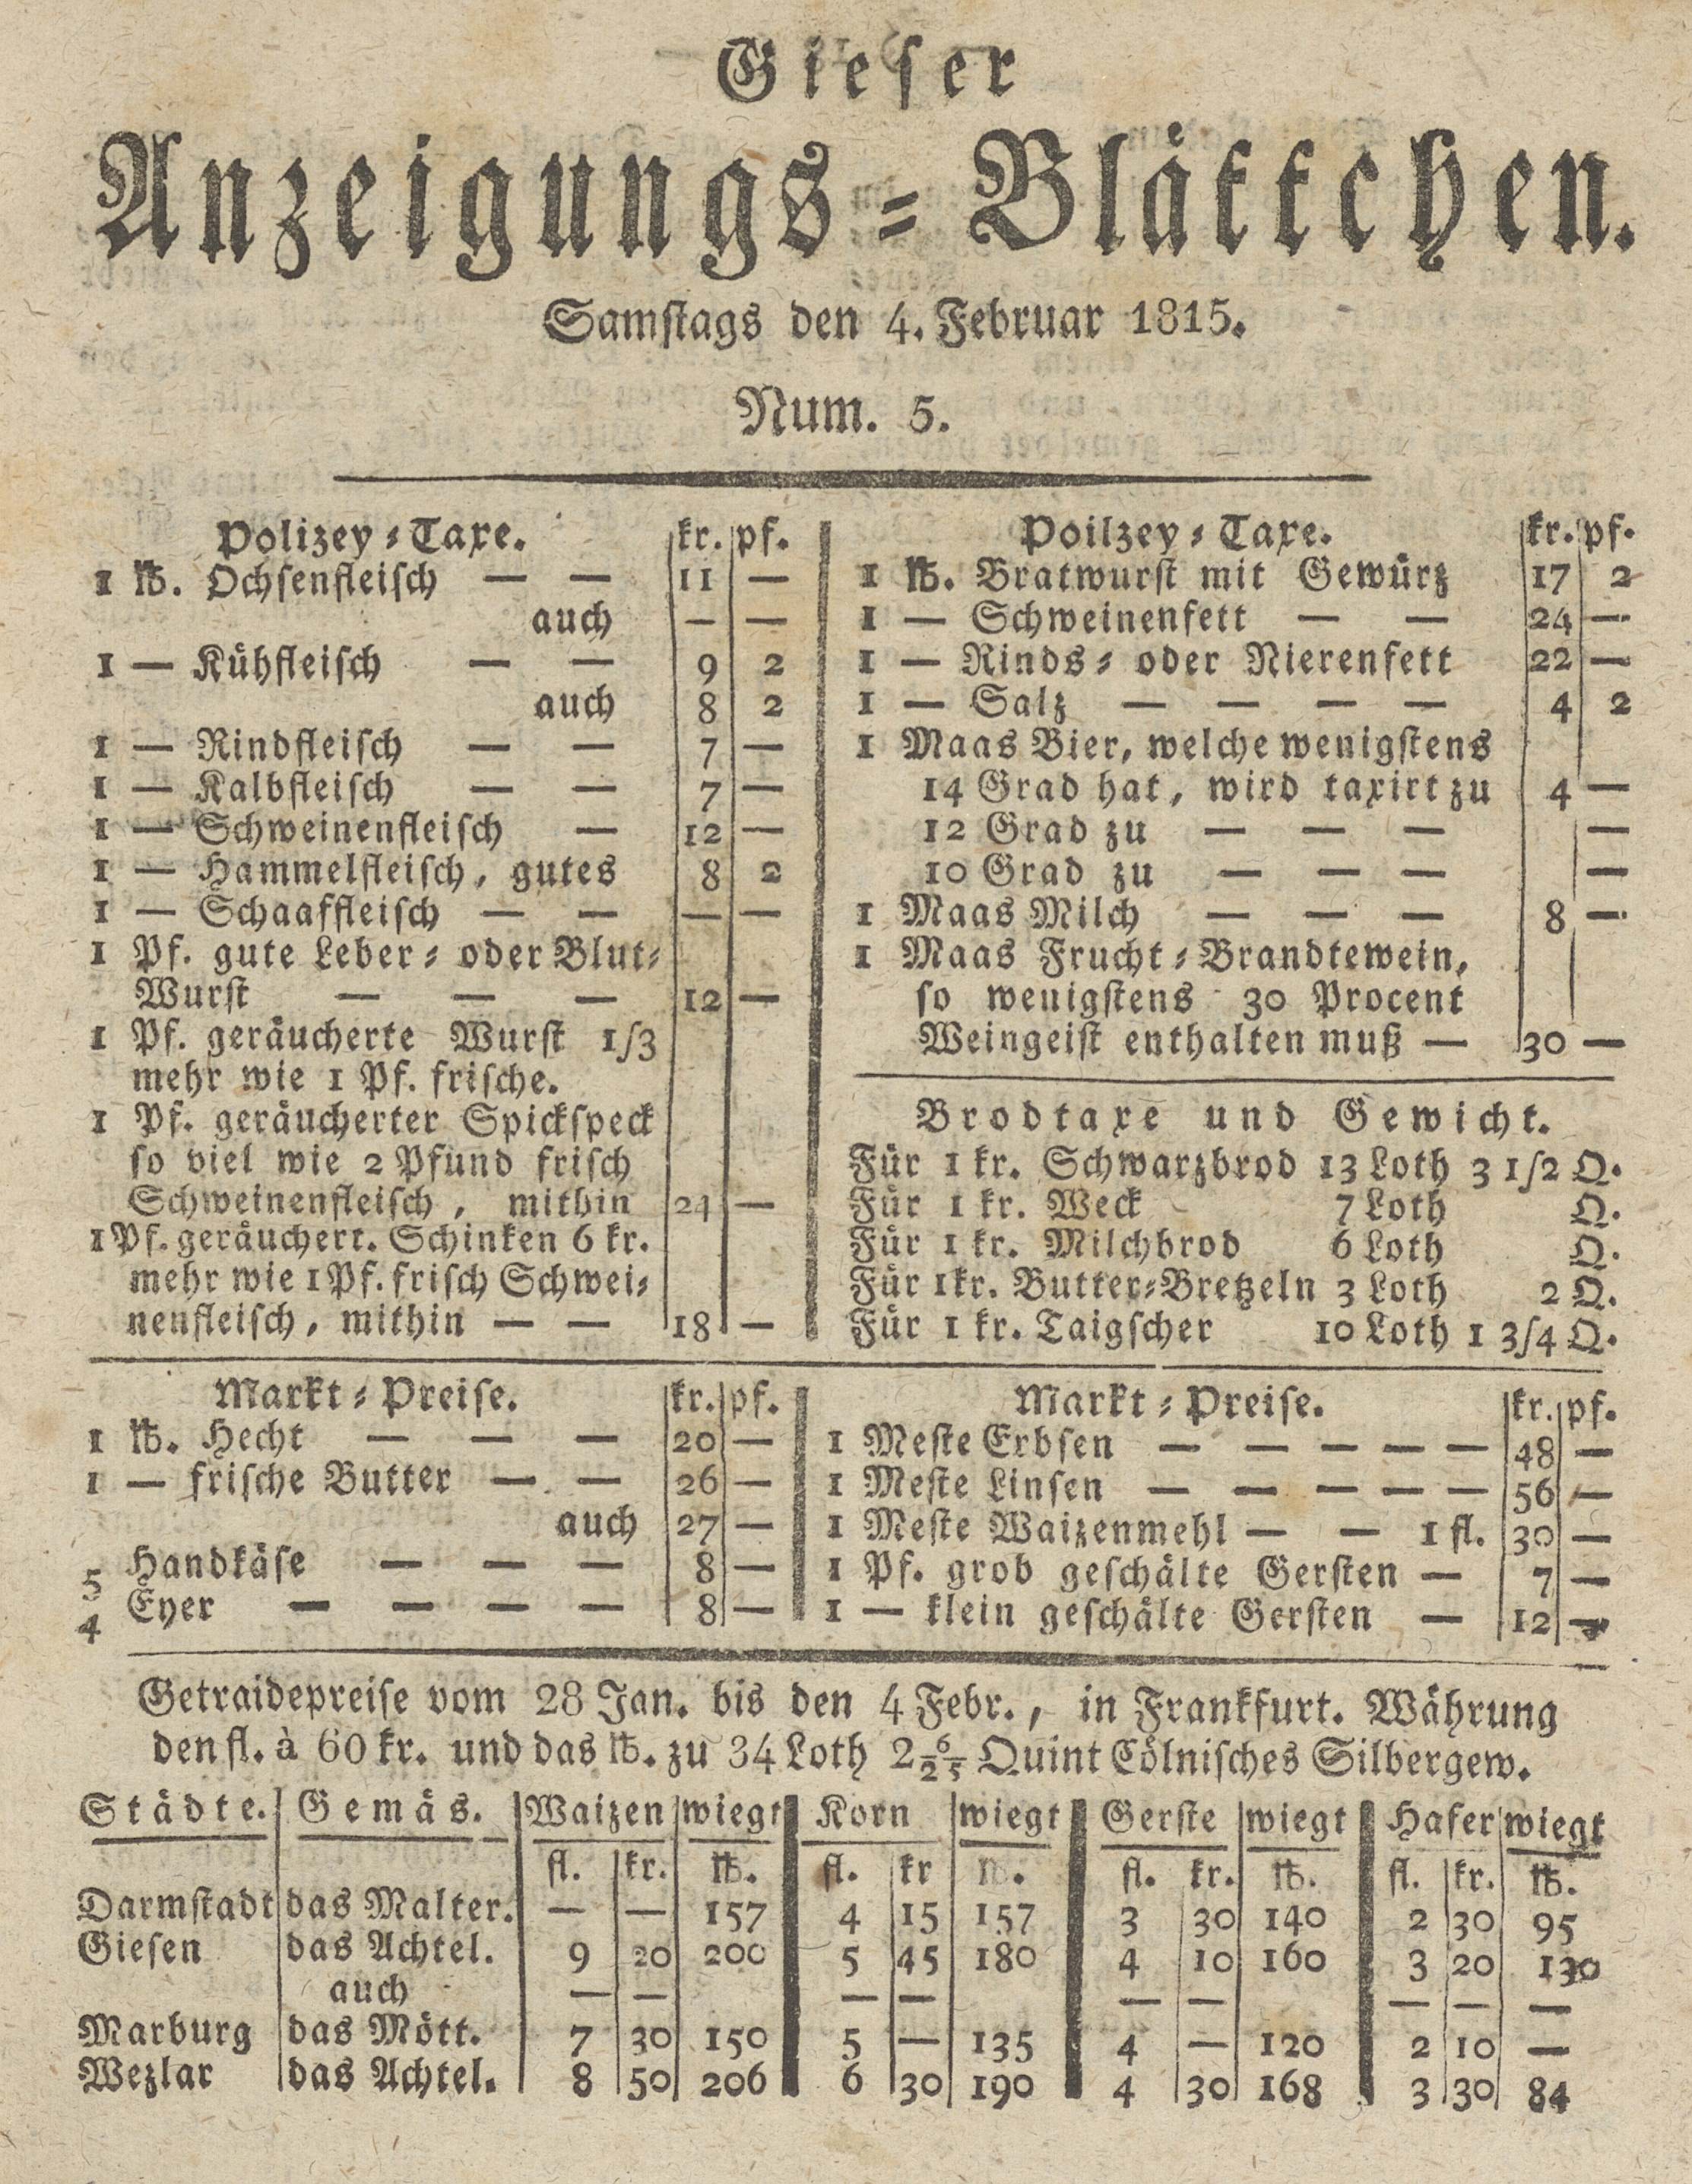 Gieser
Anzeigungs-Blättchen.
Samstags den 4. Februar 1815.
Num. 5.
Polizey-Taxe. kr. pf.
1 ℔. Ochsenfleisch — — 11 —
auch — —
1 — Kühfleisch — — 9 2
auch 8 2
1 — Rindfleisch — — 7 —
1 — Kalbfleisch — — 7 —
1 — Schweinenfleisch — 12 —
1 — Hammelfleisch, gutes 8 2
1 — Schaaffleisch — — — —
1 Pf. gute Leber- oder Blut-
Wurst — — — 12 —
1 Pf. geräucherte Wurst 1/3
mehr wie 1 Pf. frische.
1 Pf. geräucherter Spickspeck
so viel wie 2 Pfund frisch
Schweinenfleisch, mithin 24 —
1 Pf. geräuchert. Schinken 6 kr.
mehr wie 1 Pf. frisch Schwei-
nenfleisch, mithin — — 18 —
Poilzey-Taxe. kr. pf.
1 ℔. Bratwurst mit Gewürz 17 2
1 — Schweinenfett — — 24 —
1 — Rinds- oder Nierenfett 22 —
1 — Salz — — — — 4 2
1 Maas Bier, welche wenigstens
14 Grad hat, wird taxirt zu 4 —
12 Grad zu — — — —
10 Grad zu — — — —
1 Maas Milch — — — 8 —
1 Maas Frucht-Brandtewein,
so wenigstens 30 Procent
Weingeist enthalten muß — 30 —
Brodtaxe und Gewicht.
Für 1 kr. Schwarzbrod 13 Loth 3 1/2 Q.
Für 1 kr. Weck 7 Loth Q.
Für 1 kr. Milchbrod 6 Loth Q.
Für 1 kr. Butter-Bretzeln 3 Loth 2 Q.
Für 1 kr. Taigscher 10 Loth 1 3/4 Q.
Markt-Preise. kr. pf.
1 ℔. Hecht — — — 20 —
1 — frische Butter — — 26 —
auch 27 —
5 Handkäse — — — 8 —
4 Eyer — — — — 8 —
Markt-Preise. kr. pf.
1 Meste Erbsen — — — — — 48 —
1 Meste Linsen — — — — — 56 —
1 Meste Waizenmehl — — 1 fl. 30 —
1 Pf. grob geschälte Gersten — 7 —
1 — klein geschälte Gersten — 12 —
Getraidepreise vom 28 Jan. bis den 4 Febr., in Frankfurt. Währung
den fl. à 60 kr. und das ℔. zu 34 Loth 2 6/25 Quint Cölnisches Silbergew.
Städte. Gemäs. Waizen wiegt Korn wiegt Gerste wiegt Hafer wiegt
fl. kr. ℔. fl. kr ℔. fl. kr. ℔. fl. kr. ℔.
Darmstadt das Malter. — — 157 4 15 157 3 30 140 2 30 95
Giesen das Achtel. 9 20 200 5 45 180 4 10 160 3 20 130
auch — — — — — — — — —
Marburg das Mött. 7 30 150 5 — 135 4 — 120 2 10 —
Wezlar das Achtel. 8 50 206 6 30 190 4 30 168 3 30 84